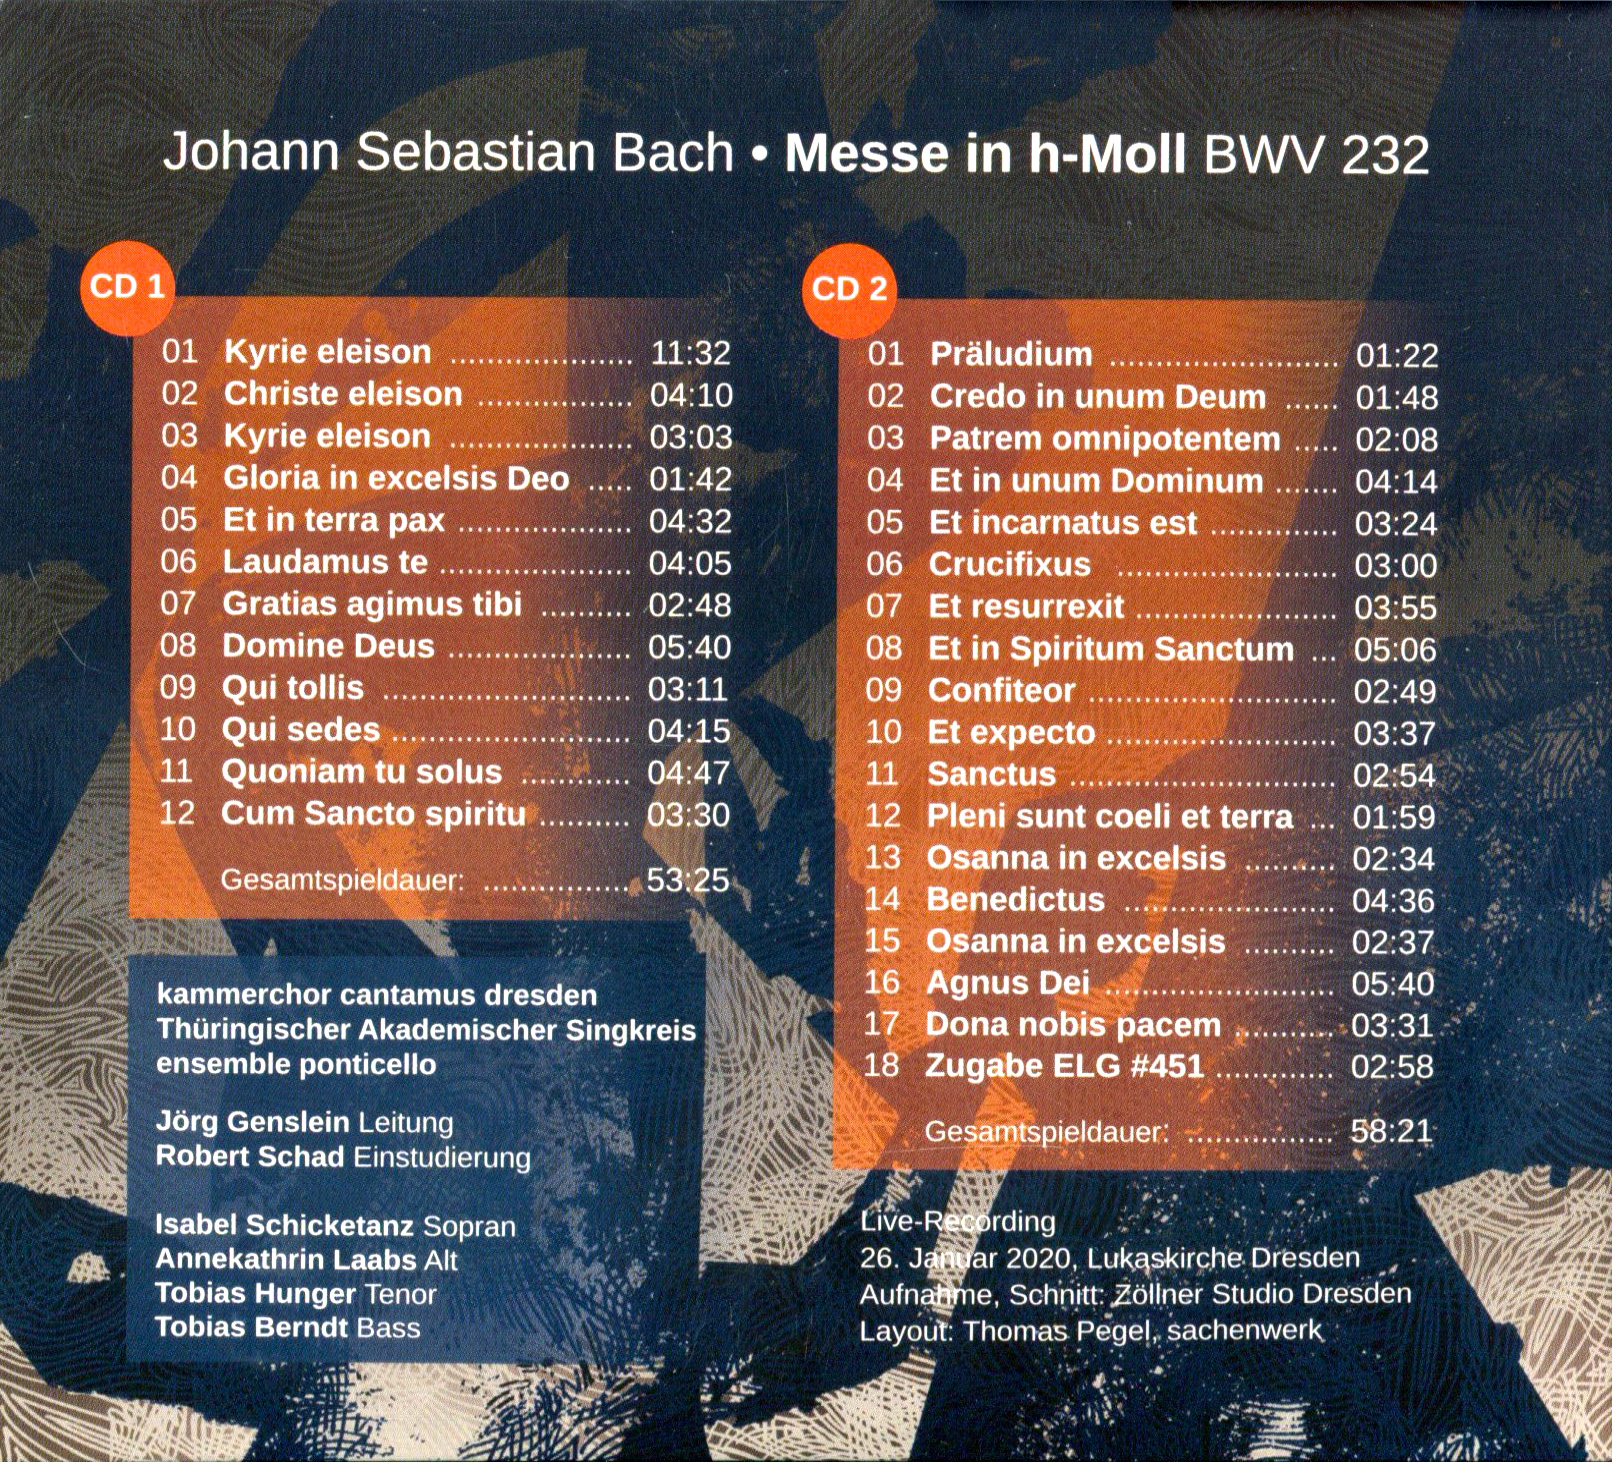 Johann Sebastian Bach • Messe in h-Moll BWV 232
CD 1
01 Kyrie eleison .................... 11:32
02 Christe eleison ................. 04:10
03 Kyrie eleison .................... 03:03
04 Gloria in excelsis Deo ..... 01:42
05 Et in terra pax ................... 04:32
06 Laudamus te ..................... 04:05
07 Gratias agimus tibi .......... 02:48
08 Domine Deus .................... 05:40
09 Qui tollis ........................... 03:11
10 Qui sedes .......................... 04:15
11 Quoniam tu solus ............ 04:47
12 Cum Sancto spiritu .......... 03:30
Gesamtspieldauer: ................ 53:25
kammerchor cantamus dresden
Thüringischer Akademischer Singkreis
ensemble ponticello
Jörg Genslein Leitung
Robert Schad Einstudierung
Isabel Schicketanz Sopran
Annekathrin Laabs Alt
Tobias Hunger Tenor
Tobias Berndt Bass
CD 2
01 Präludium ......................... 01:22
02 Credo in unum Deum ...... 01:48
03 Patrem omnipotentem ..... 02:08
04 Et in unum Dominum ....... 04:14
05 Et incarnatus est .............. 03:24
06 Crucifixus ........................ 03:00
07 Et resurrexit ...................... 03:55
08 Et in Spiritum Sanctum ... 05:06
09 Confiteor ........................... 02:49
10 Et expecto ......................... 03:37
11 Sanctus ............................. 02:54
12 Pleni sunt coeli et terra ... 01:59
13 Osanna in excelsis .......... 02:34
14 Benedictus ....................... 04:36
15 Osanna in excelsis .......... 02:37
16 Agnus Dei ......................... 05:40
17 Dona nobis pacem ........... 03:31
18 Zugabe ELG #451 ............. 02:58
Gesamtspieldauer: ................ 58:21
Live-Recording
26. Januar 2020, Lukaskirche Dresden
Aufnahme, Schnitt: Zöllner Studio Dresden
Layout: Thomas Pegel, sachenwerk